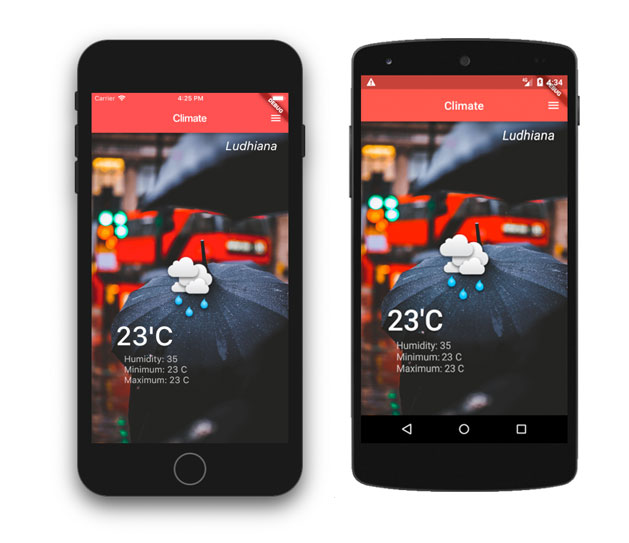 Carrier 4:25 PM DEBUG
Climate
Ludhiana
23'C
Humidity: 35
Minimum: 23 C
Maximum: 23 C
4G 4:34 DEBUG
Climate
Ludhiana
23'C
Humidity: 35
Minimum: 23 C
Maximum: 23 C